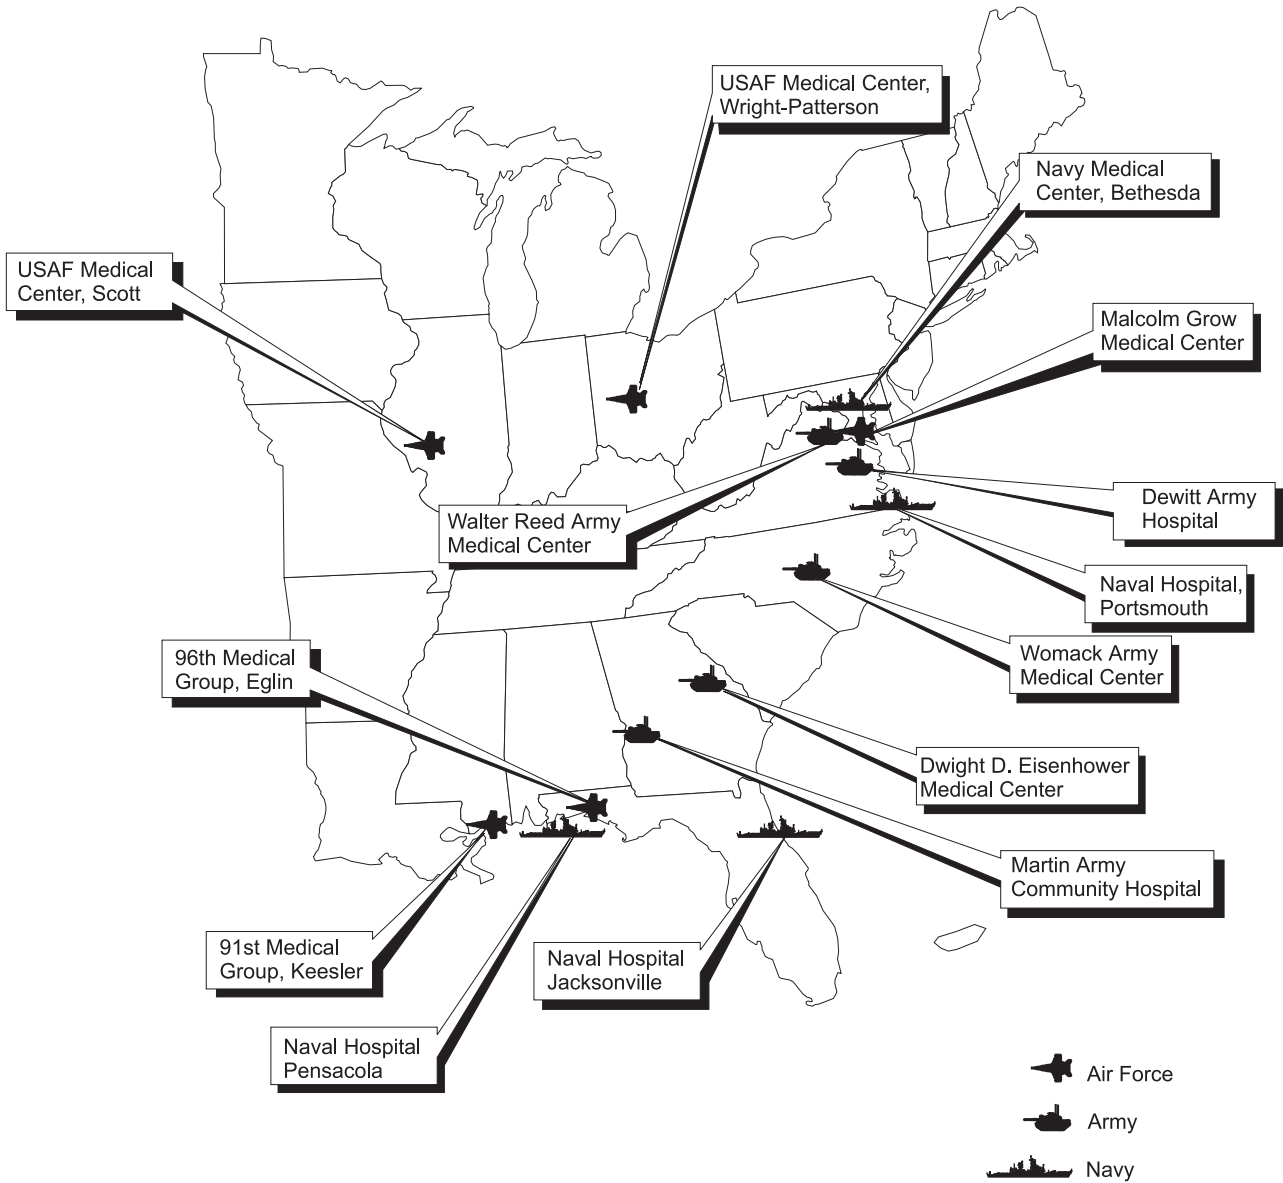 USAF Medical Center,
Wright-Patterson
Navy Medical
Center, Bethesda
USAF Medical
Center, Scott
Malcolm Grow
Medical Center
Walter Reed Army
Medical Center
Dewitt Army
Hospital
Naval Hospital,
Portsmouth
96th Medical
Group, Eglin
Womack Army
Medical Center
Dwight D. Eisenhower
Medical Center
Martin Army
Community Hospital
91st Medical
Group, Keesler
Naval Hospital
Jacksonville
Naval Hospital
Pensacola
Air Force
Army
Navy